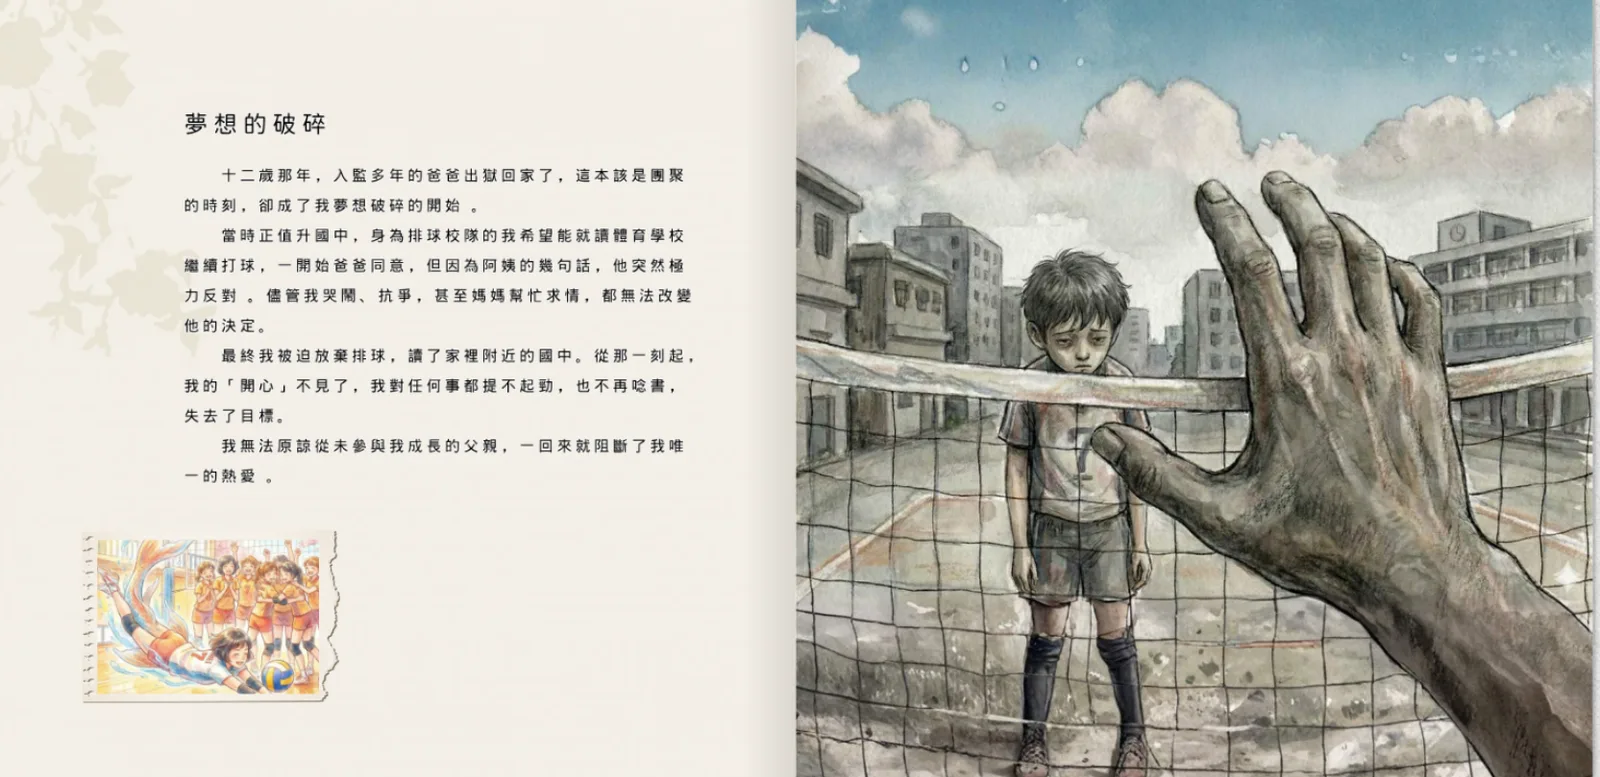 夢想的破碎
十二歲那年，入監多年的爸爸出獄回家了，這本該是團聚
的時刻，卻成了我夢想破碎的開始 。
當時正值升國中，身為排球校隊的我希望能就讀體育學校
繼續打球，一開始爸爸同意，但因為阿姨的幾句話，他突然極
力反對 。儘管我哭鬧、抗爭，甚至媽媽幫忙求情，都無法改變
他的決定。
最終我被迫放棄排球，讀了家裡附近的國中。從那一刻起，
我的「開心」不見了，我對任何事都提不起勁，也不再唸書，
失去了目標。
我無法原諒從未參與我成長的父親，一回來就阻斷了我唯
一的熱愛 。
?